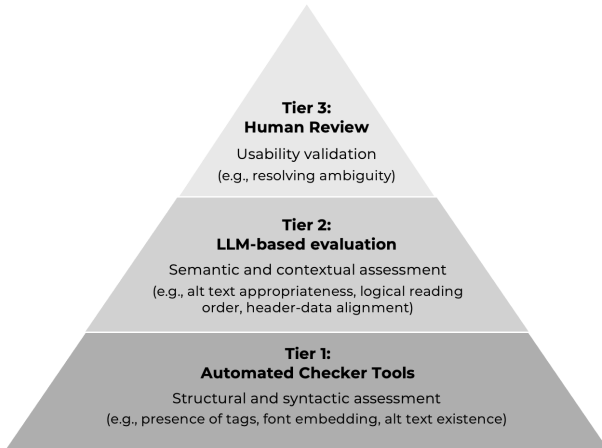 Tier 3:
Human Review
Usability validation
(e.g., resolving ambiguity)
Tier 2:
LLM-based evaluation
Semantic and contextual assessment
(e.g., alt text appropriateness, logical reading
order, header-data alignment)
Tier 1:
Automated Checker Tools
Structural and syntactic assessment
(e.g., presence of tags, font embedding, alt text existence)